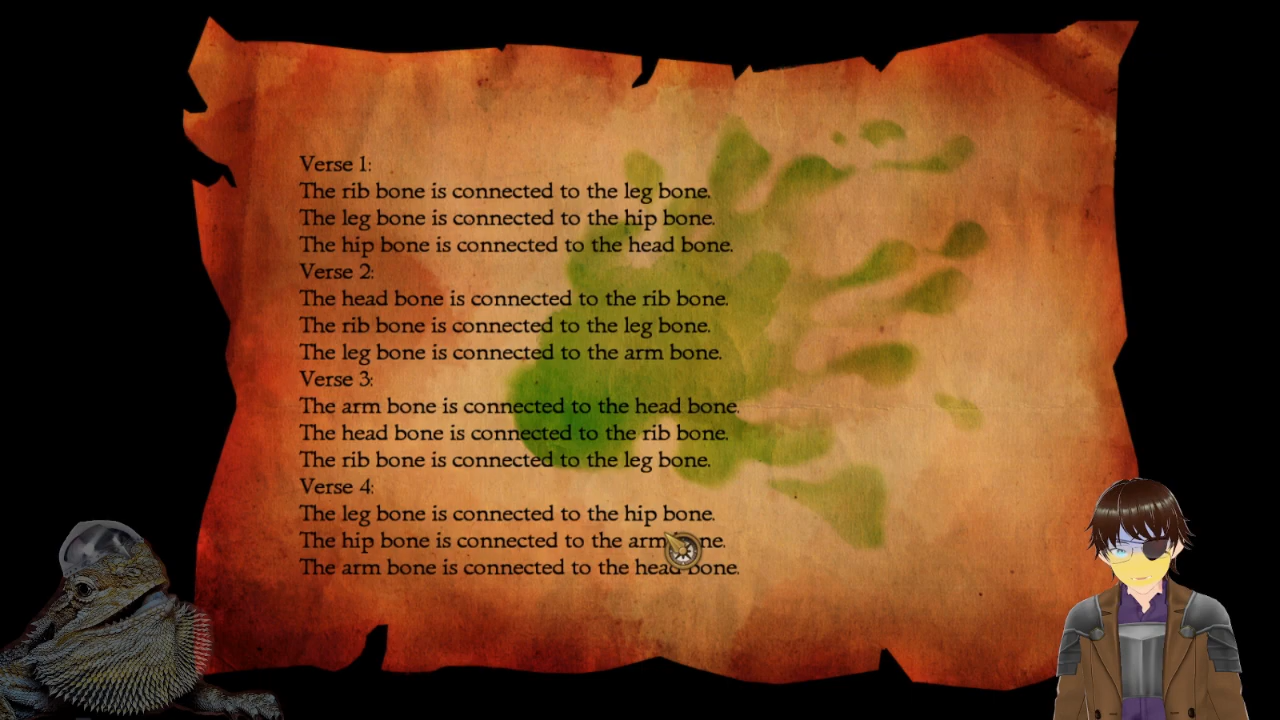 Verse 1:
The rib bone is connected to the leg bone.
The leg bone is connected to the hip bone.
The hip bone is connected to the head bone.
Verse 2:
The head bone is connected to the rib bone.
The rib bone is connected to the leg bone.
The leg bone is connected to the arm bone.
Verse 3:
The arm bone is connected to the head bone.
The head bone is connected to the rib bone.
The rib bone is connected to the leg bone.
Verse 4:
The leg bone is connected to the hip bone.
The hip bone is connected to the arm bone.
The arm bone is connected to the head bone.